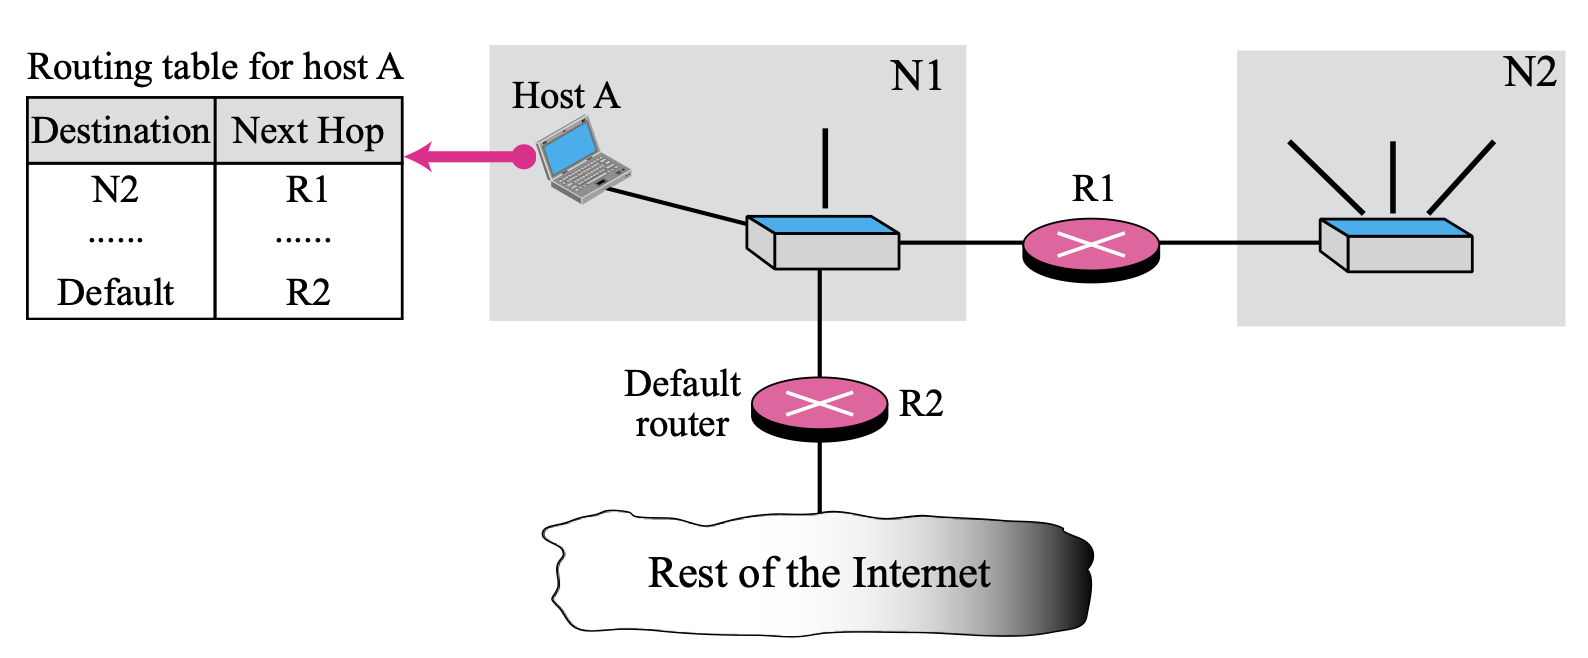 Routing table for host A
Destination Next Hop
N2 R1
...... ......
Default R2
Host A
N1
R1
N2
Default
router
R2
Rest of the Internet